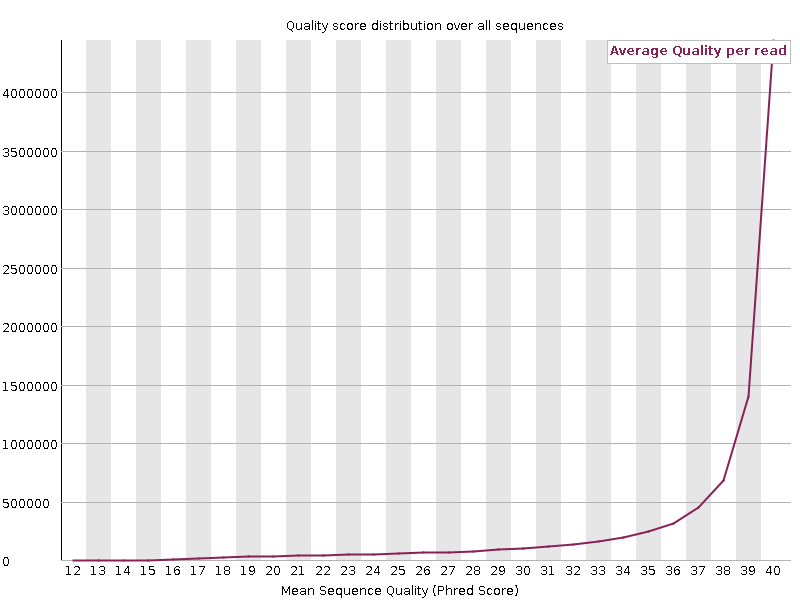 Quality score distribution over all sequences
Average Quality per read
4000000
3500000
3000000
2500000
2000000
1500000
1000000
500000
0
12 13 14 15 16 17 18 19 20 21 22 23 24 25 26 27 28 29 30 31 32 33 34 35 36 37 38 39 40
Mean Sequence Quality (Phred Score)